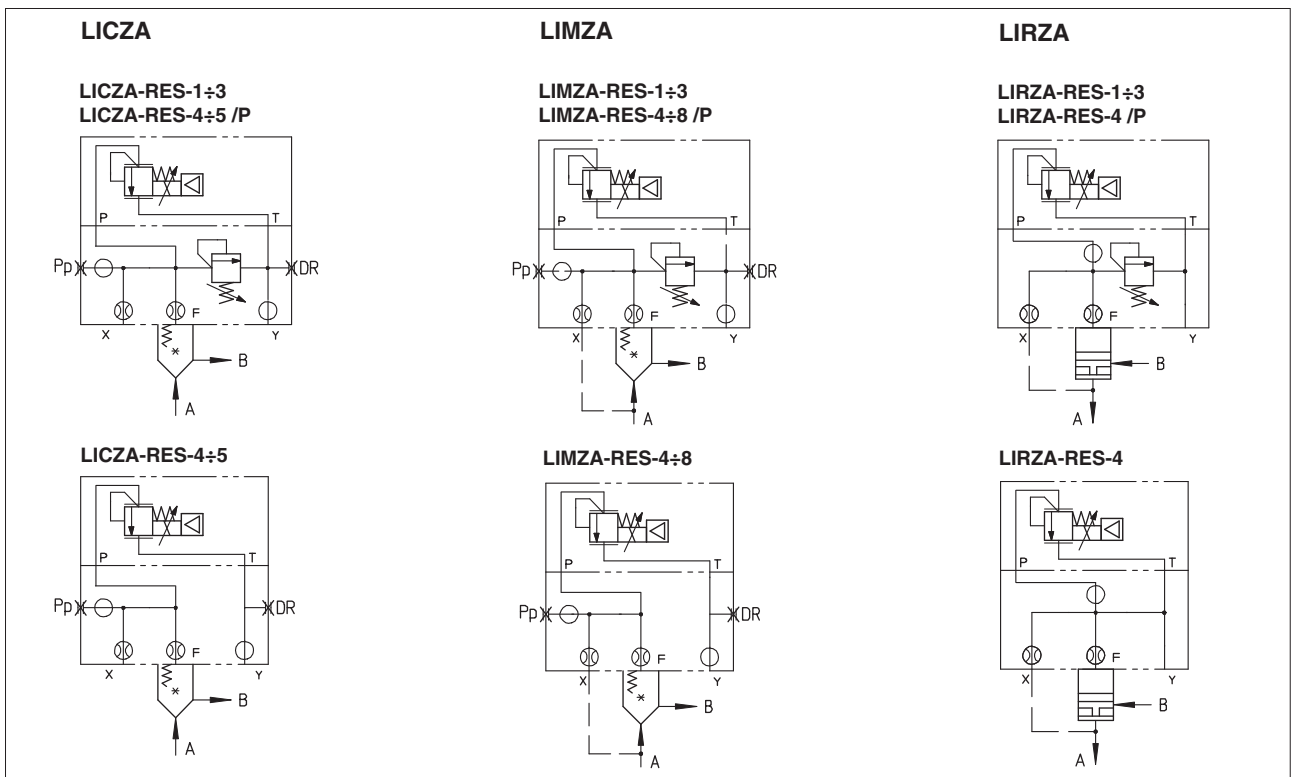 LICZA
LICZA-RES-1÷3
LICZA-RES-4÷5 /P
P
T
Pp
DR
X
F
Y
B
A
LICZA-RES-4÷5
P
T
Pp
DR
X
F
Y
B
A
LIMZA
LIMZA-RES-1÷3
LIMZA-RES-4÷8 /P
P
T
Pp
DR
X
F
Y
B
A
LIMZA-RES-4÷8
P
T
Pp
DR
X
F
Y
B
A
LIRZA
LIRZA-RES-1÷3
LIRZA-RES-4 /P
P
T
X
F
Y
B
A
LIRZA-RES-4
P
T
X
F
Y
B
A